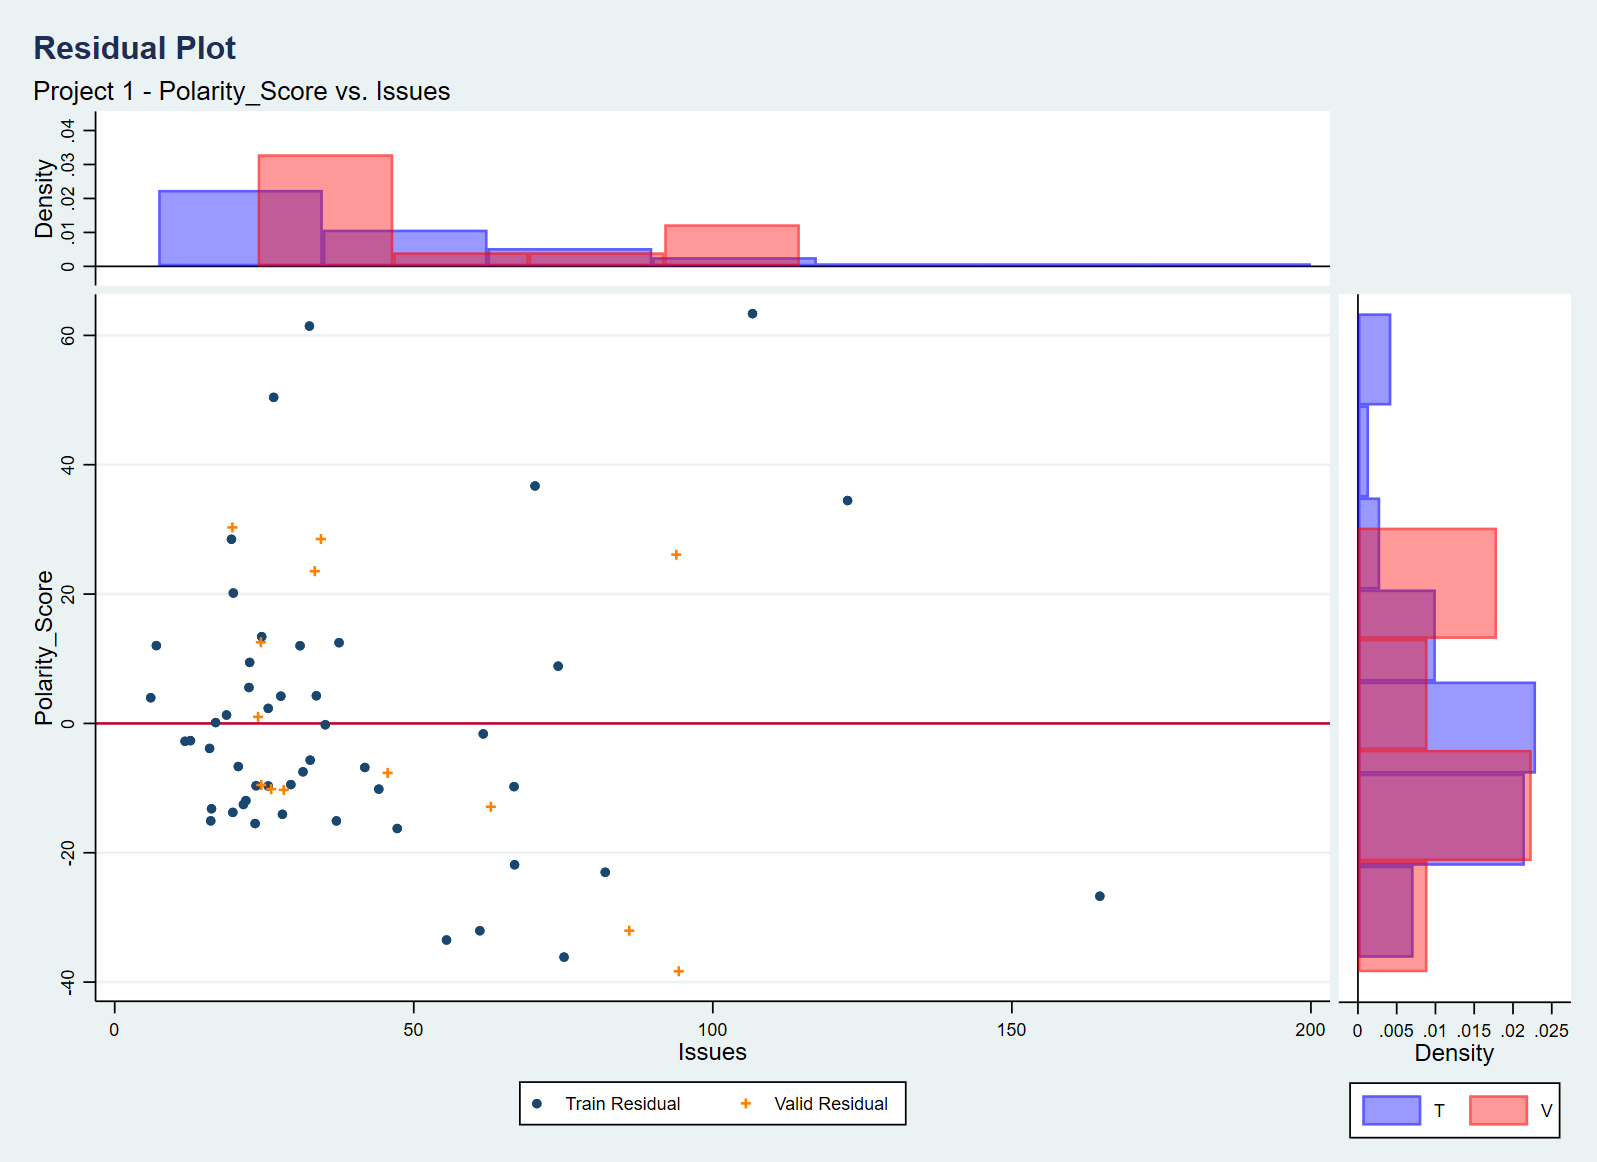 Residual Plot
Project 1 - Polarity_Score vs. Issues
Density
.04
.03
.02
.01
0
Polarity_Score
60
40
20
0
-20
-40
0 50 100 150 200
Issues
0 .005 .01 .015 .02 .025
Density
Train Residual Valid Residual
T V